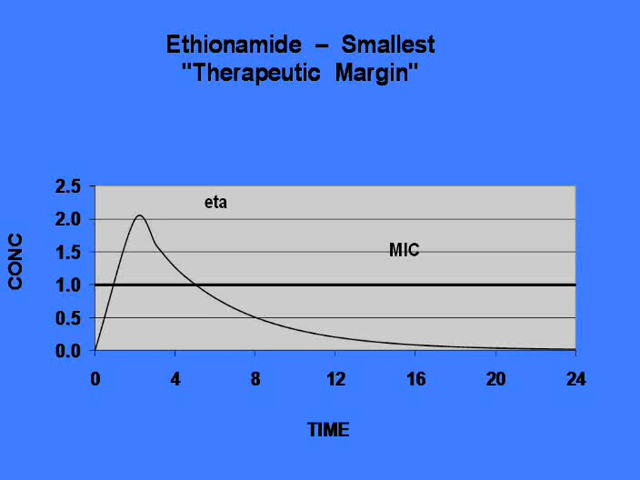 Ethionamide – Smallest
"Therapeutic Margin"
2.5
eta
2.0
MIC
1.5
CONC
1.0
0.5
0.0
0 4 8 12 16 20 24
TIME